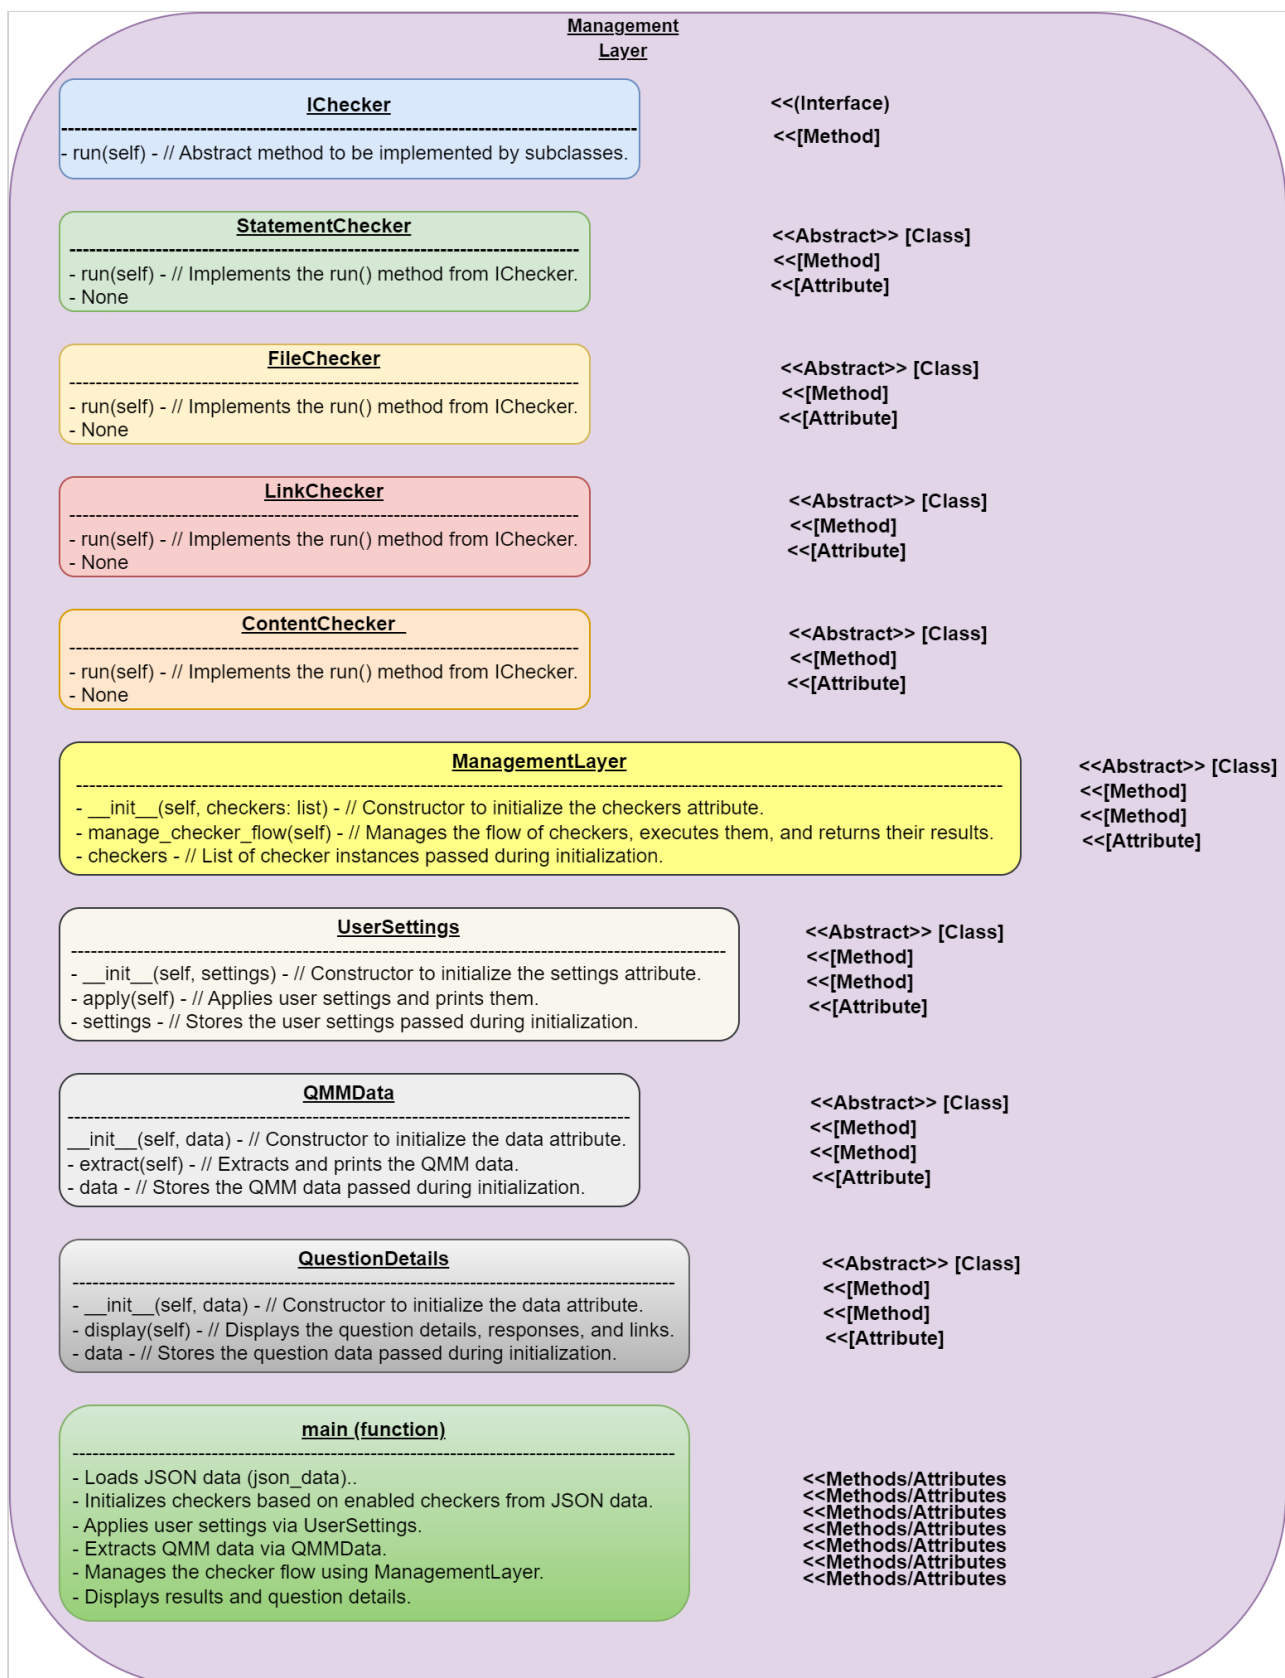 Management
Layer
IChecker
<<(Interface)
---------------------------------------------------------------------------------------
<<[Method]
- run(self) - // Abstract method to be implemented by subclasses.
StatementChecker
<<Abstract>> [Class]
-----------------------------------------------------------------------------
- run(self) - // Implements the run() method from IChecker.
<<[Method]
- None
<<[Attribute]
FileChecker
<<Abstract>> [Class]
-----------------------------------------------------------------------------
- run(self) - // Implements the run() method from IChecker.
<<[Method]
- None
<<[Attribute]
LinkChecker
<<Abstract>> [Class]
-----------------------------------------------------------------------------
- run(self) - // Implements the run() method from IChecker.
<<[Method]
- None
<<[Attribute]
ContentChecker
<<Abstract>> [Class]
-----------------------------------------------------------------------------
- run(self) - // Implements the run() method from IChecker.
<<[Method]
- None
<<[Attribute]
ManagementLayer
<<Abstract>> [Class]
--------------------------------------------------------------------------------------------------------------------------------------------
- __init__(self, checkers: list) - // Constructor to initialize the checkers attribute.
<<[Method]
- manage_checker_flow(self) - // Manages the flow of checkers, executes them, and returns their results.
<<[Method]
- checkers - // List of checker instances passed during initialization.
<<[Attribute]
UserSettings
<<Abstract>> [Class]
---------------------------------------------------------------------------------------------------
- __init__(self, settings) - // Constructor to initialize the settings attribute.
<<[Method]
- apply(self) - // Applies user settings and prints them.
<<[Method]
- settings - // Stores the user settings passed during initialization.
<<[Attribute]
QMMData
<<Abstract>> [Class]
-------------------------------------------------------------------------------------
__init__(self, data) - // Constructor to initialize the data attribute.
<<[Method]
- extract(self) - // Extracts and prints the QMM data.
<<[Method]
- data - // Stores the QMM data passed during initialization.
<<[Attribute]
QuestionDetails
<<Abstract>> [Class]
-------------------------------------------------------------------------------------------
- __init__(self, data) - // Constructor to initialize the data attribute.
<<[Method]
- display(self) - // Displays the question details, responses, and links.
<<[Method]
- data - // Stores the question data passed during initialization.
<<[Attribute]
main (function)
-------------------------------------------------------------------------------------------
- Loads JSON data (json_data)..
- Initializes checkers based on enabled checkers from JSON data.
- Applies user settings via UserSettings.
- Extracts QMM data via QMMData.
- Manages the checker flow using ManagementLayer.
- Displays results and question details.
<<Methods/Attributes
<<Methods/Attributes
<<Methods/Attributes
<<Methods/Attributes
<<Methods/Attributes
<<Methods/Attributes
<<Methods/Attributes